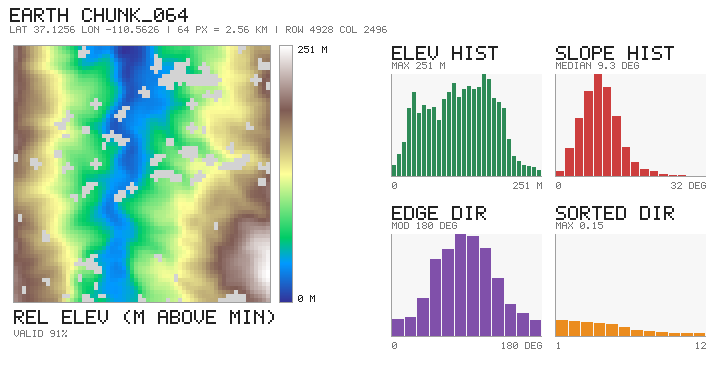 EARTH CHUNK_064
LAT 37.1256 LON -110.5626 | 64 PX = 2.56 KM | ROW 4928 COL 2496
251 M
0 M
REL ELEV (M ABOVE MIN)
VALID 91%
ELEV HIST
MAX 251 M
0 251 M
SLOPE HIST
MEDIAN 9.3 DEG
0 32 DEG
EDGE DIR
MOD 180 DEG
0 180 DEG
SORTED DIR
MAX 0.15
1 12